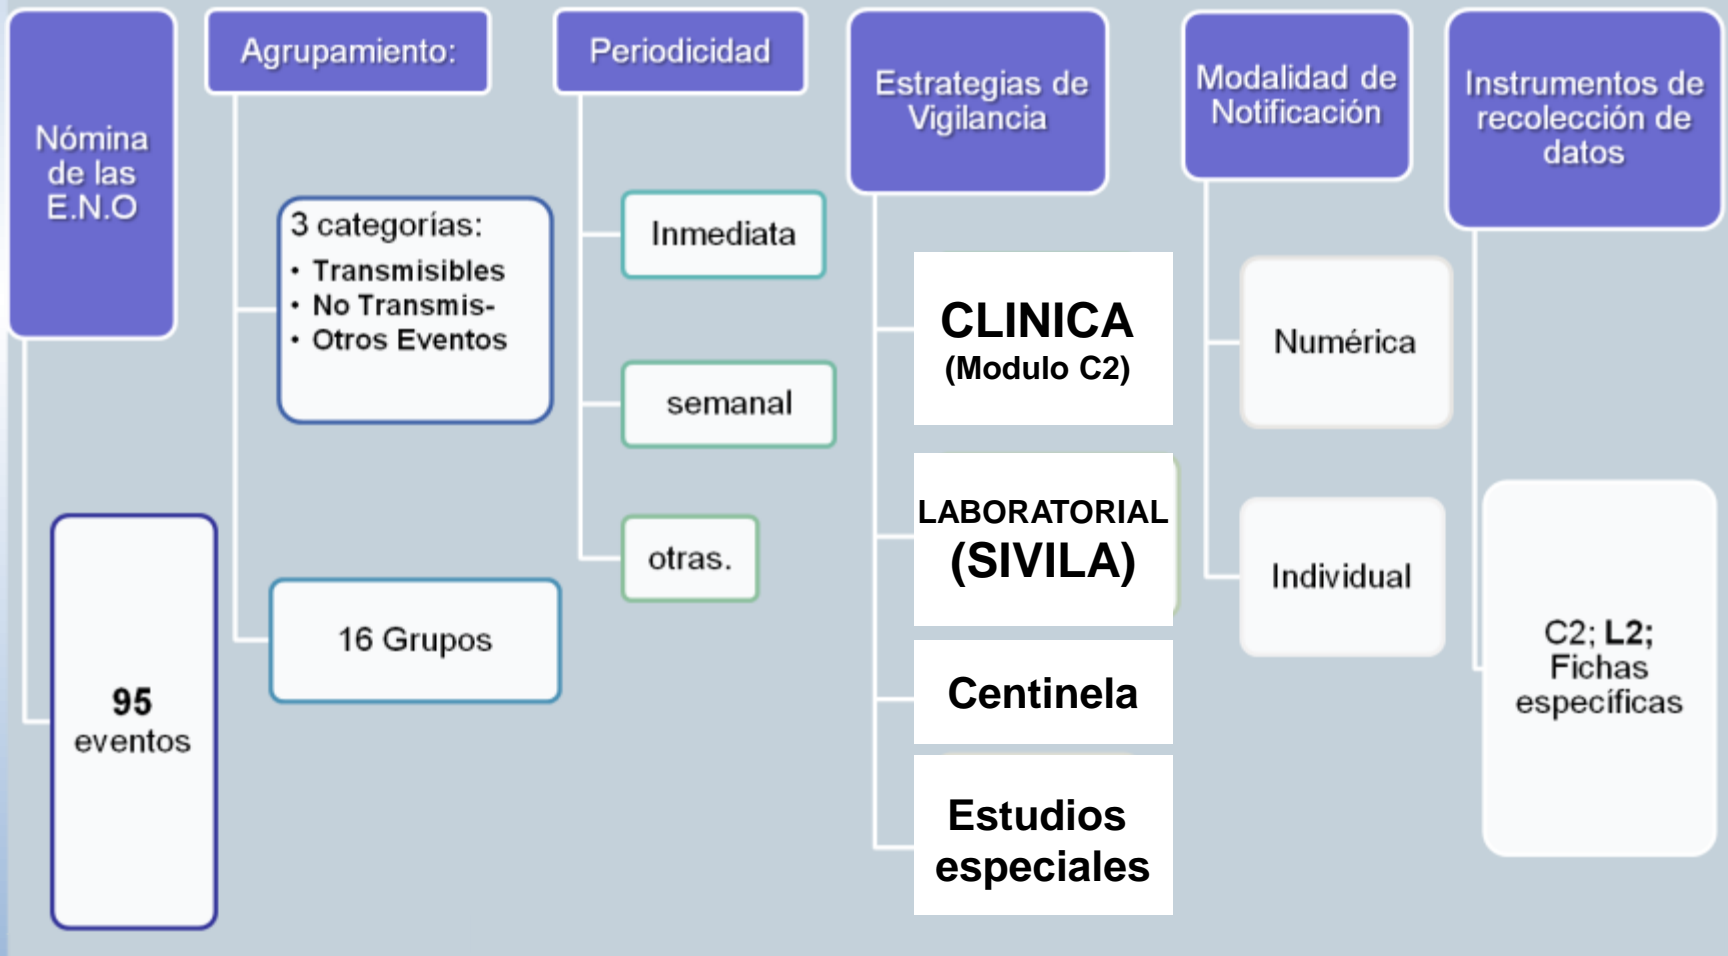 Nómina
de las
E.N.O
95
eventos
Agrupamiento:
3 categorías:
• Transmisibles
• No Transmis-
• Otros Eventos
16 Grupos
Periodicidad
Inmediata
semanal
otras.
Estrategias de
Vigilancia
CLINICA
(Modulo C2)
LABORATORIAL
(SIVILA)
Centinela
Estudios
especiales
Modalidad de
Notificación
Numérica
Individual
Instrumentos de
recolección de
datos
C2; L2;
Fichas
específicas